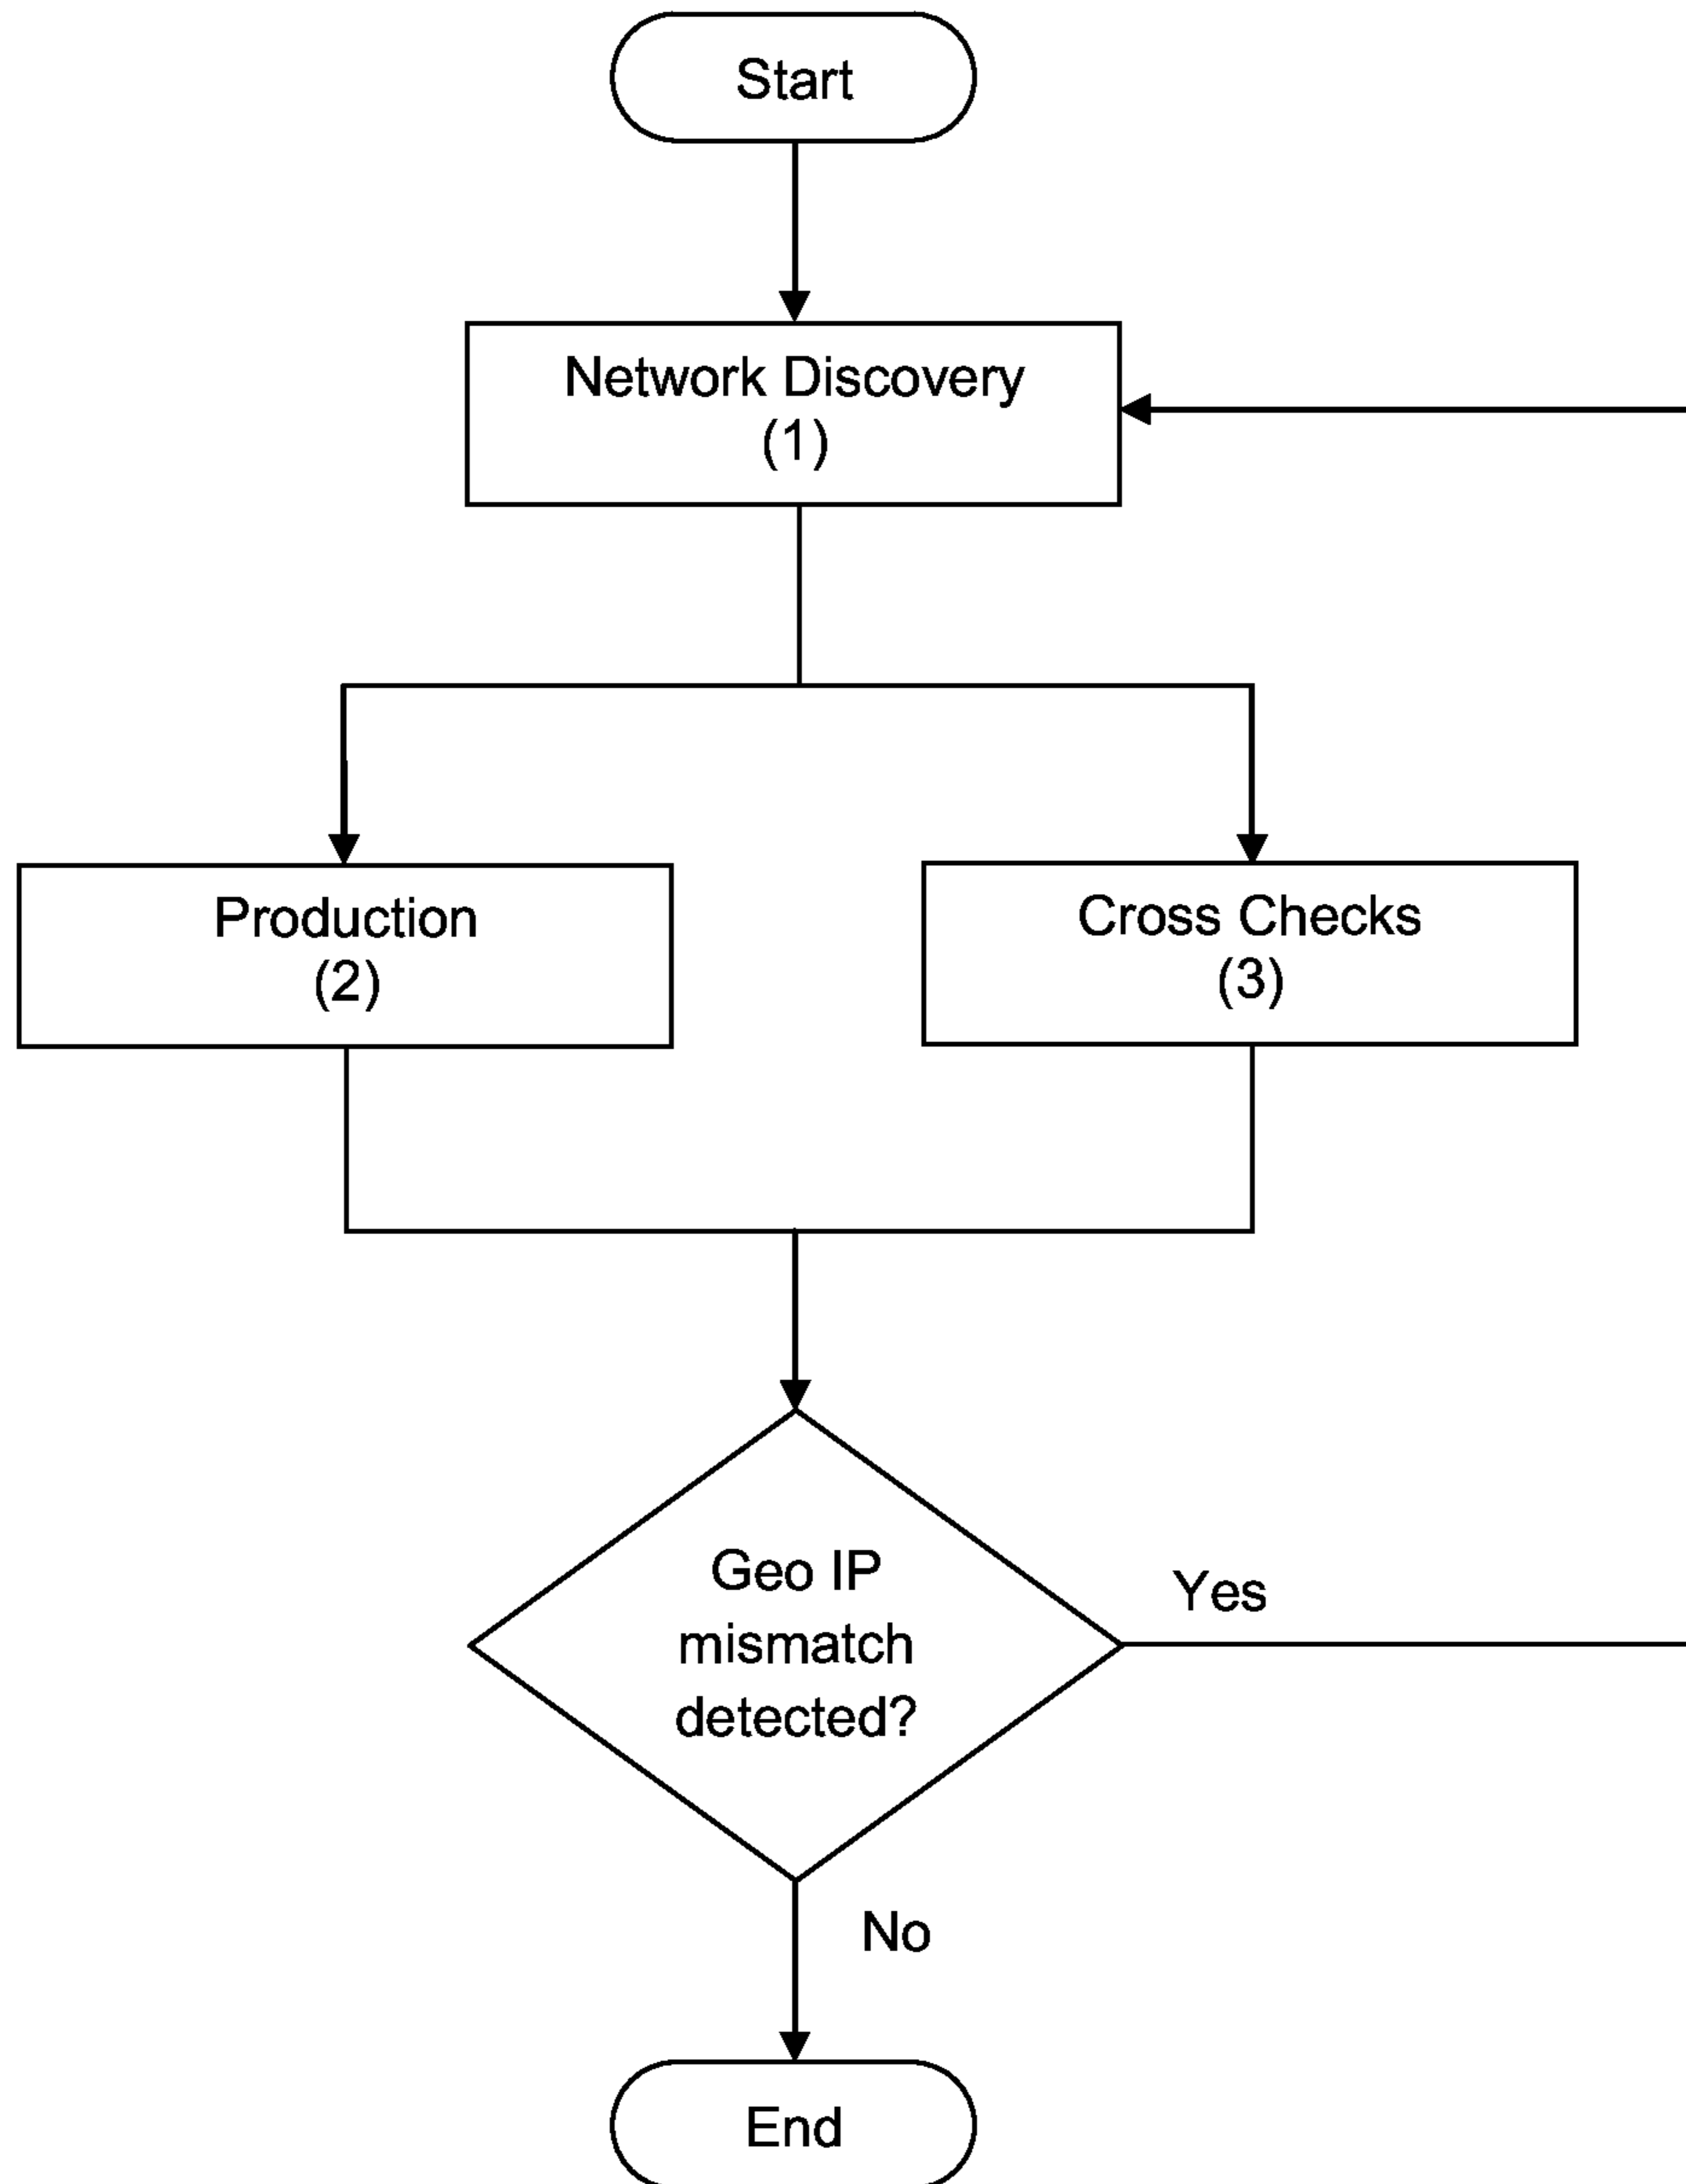 Start
Network Discovery
(1)
Production
(2)
Cross Checks
(3)
Geo IP
mismatch
detected?
Yes
No
End